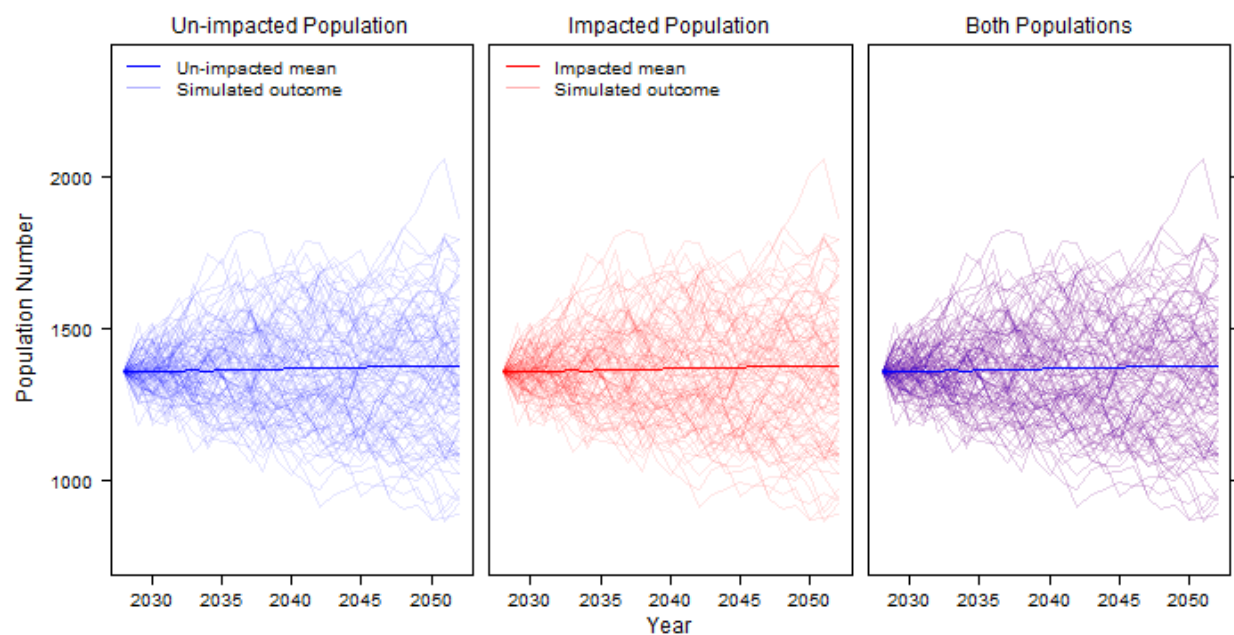 Un-impacted Population
Impacted Population
Both Populations
Un-impacted mean
Simulated outcome
Impacted mean
Simulated outcome
Population Number
2000
1500
1000
2030 2035 2040 2045 2050
2030 2035 2040 2045 2050
2030 2035 2040 2045 2050
Year